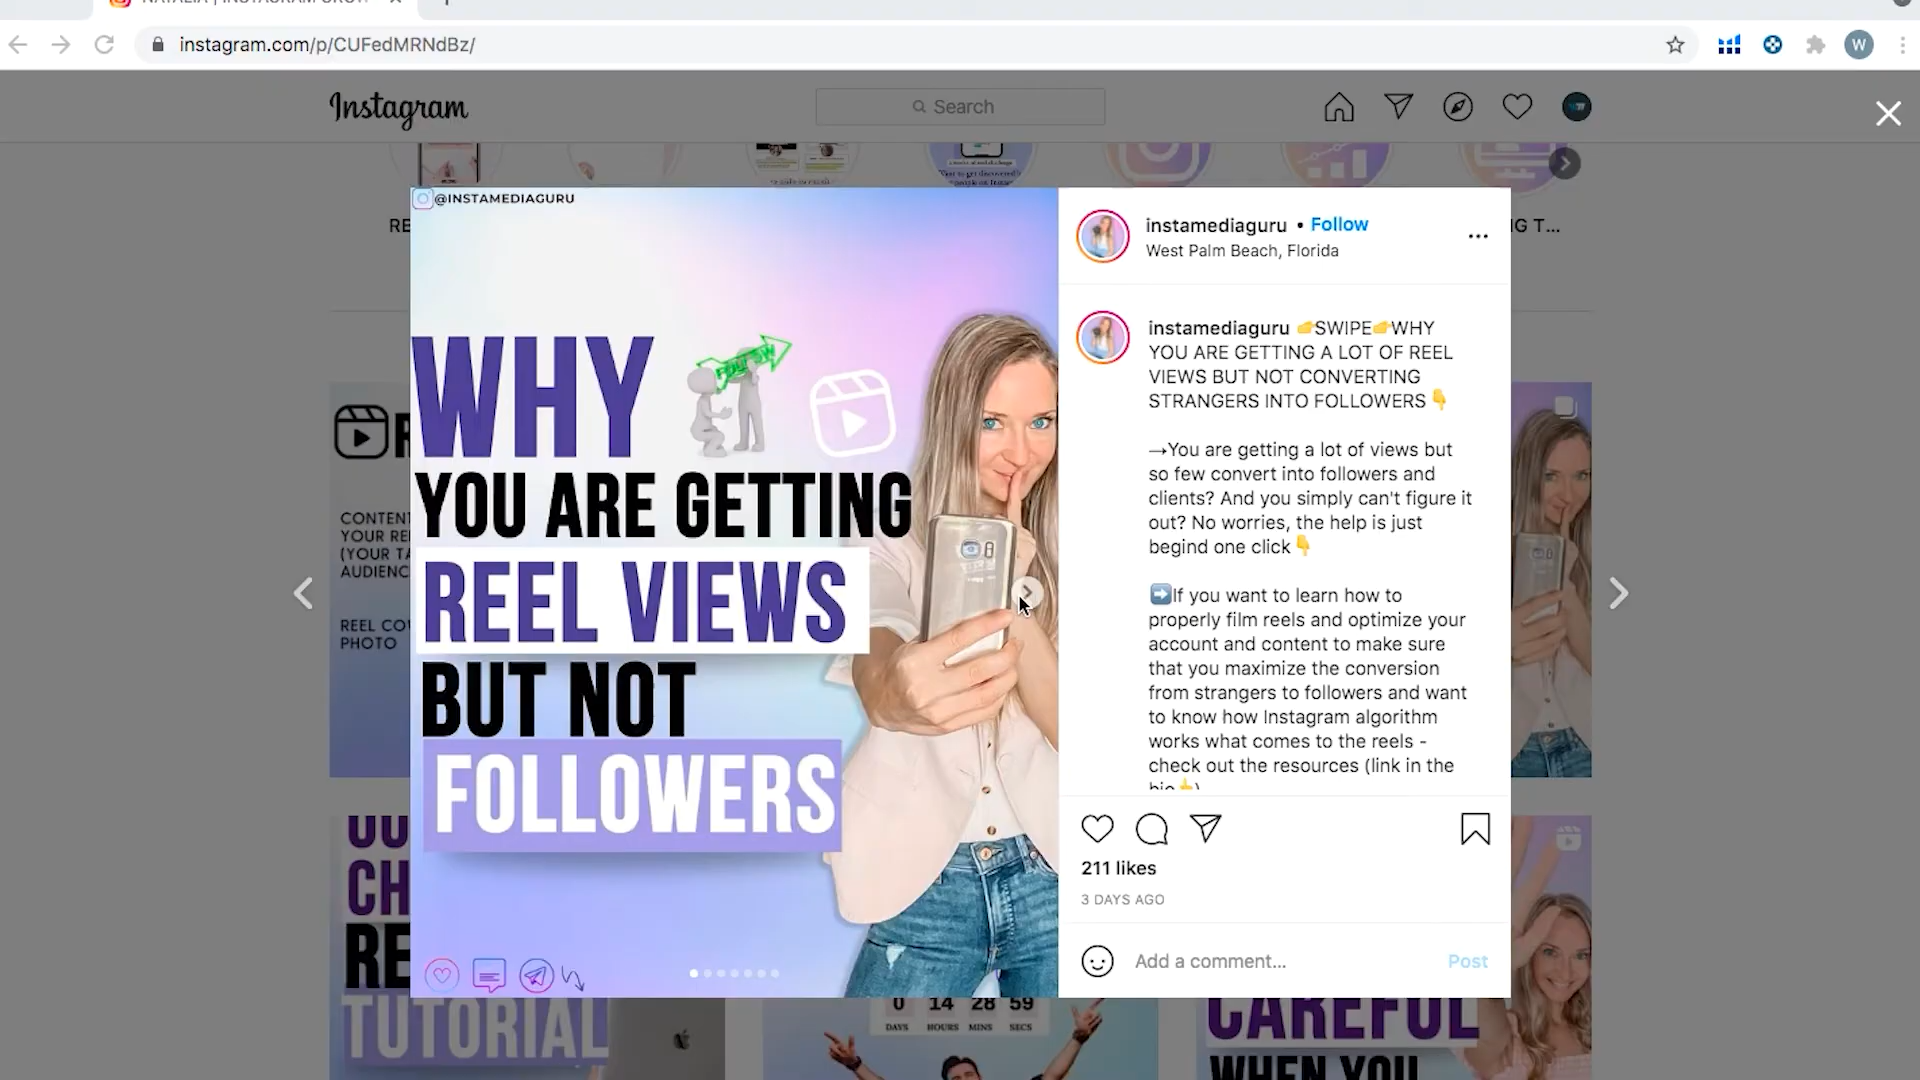 instagram.com/p/CUFedMRNdBz/
W
Instagram
Search
RE
G T...
@INSTAMEDIAGURU
WHY
FOLLOW
YOU ARE GETTING
REEL VIEWS
BUT NOT
FOLLOWERS
instamediaguru • Follow
West Palm Beach, Florida
instamediaguru 👉SWIPE👉WHY
YOU ARE GETTING A LOT OF REEL
VIEWS BUT NOT CONVERTING
STRANGERS INTO FOLLOWERS👇
→You are getting a lot of views but
so few convert into followers and
clients? And you simply can't figure it
out? No worries, the help is just
begind one click👇
➡️If you want to learn how to
properly film reels and optimize your
account and content to make sure
that you maximize the conversion
from strangers to followers and want
to know how Instagram algorithm
works what comes to the reels -
check out the resources (link in the
211 likes
3 DAYS AGO
Add a comment...
Post
CONTENT
YOUR RE
(YOUR TA
AUDIENC
REEL CO
PHOTO
CH
RE
TUTORIAL
0 14 28 59
DAYS HOURS MINS SECS
CAREFUL
WHEN YOU